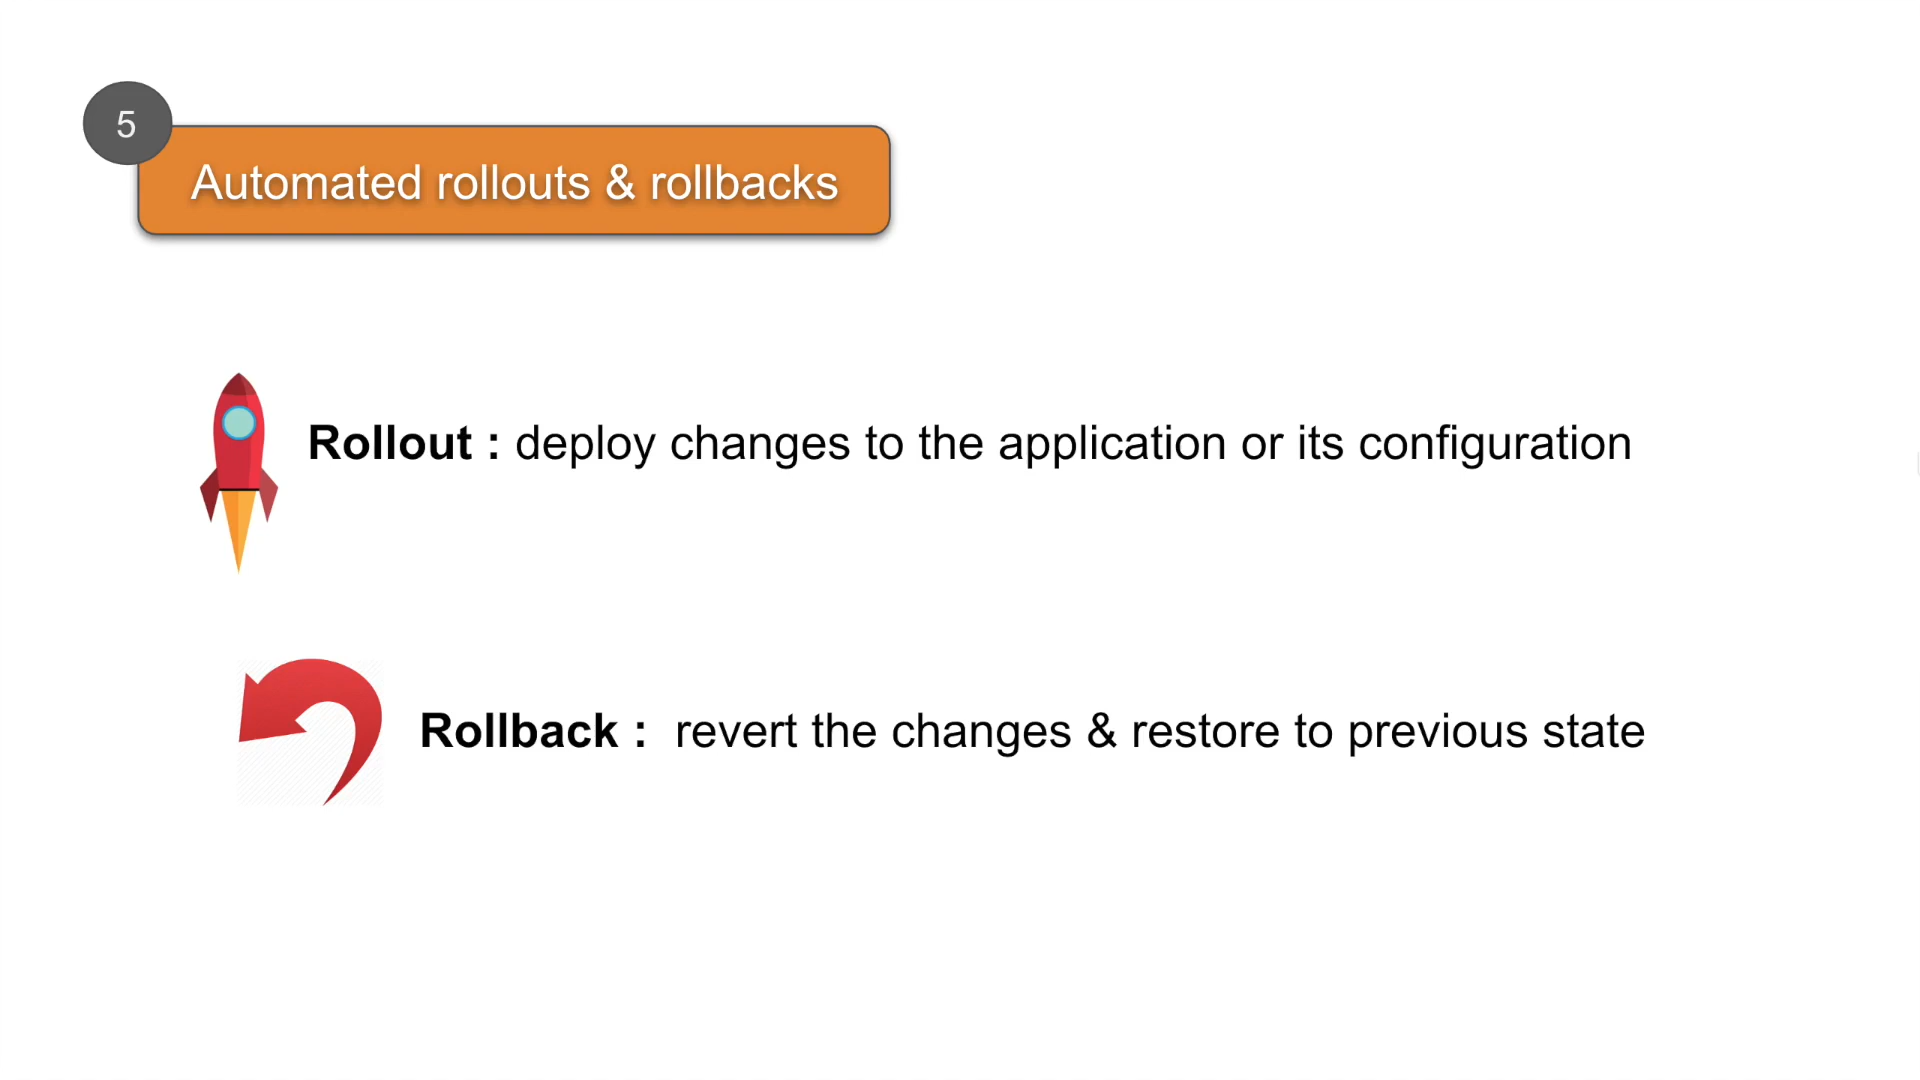 5
Automated rollouts & rollbacks
Rollout : deploy changes to the application or its configuration
Rollback :  revert the changes & restore to previous state